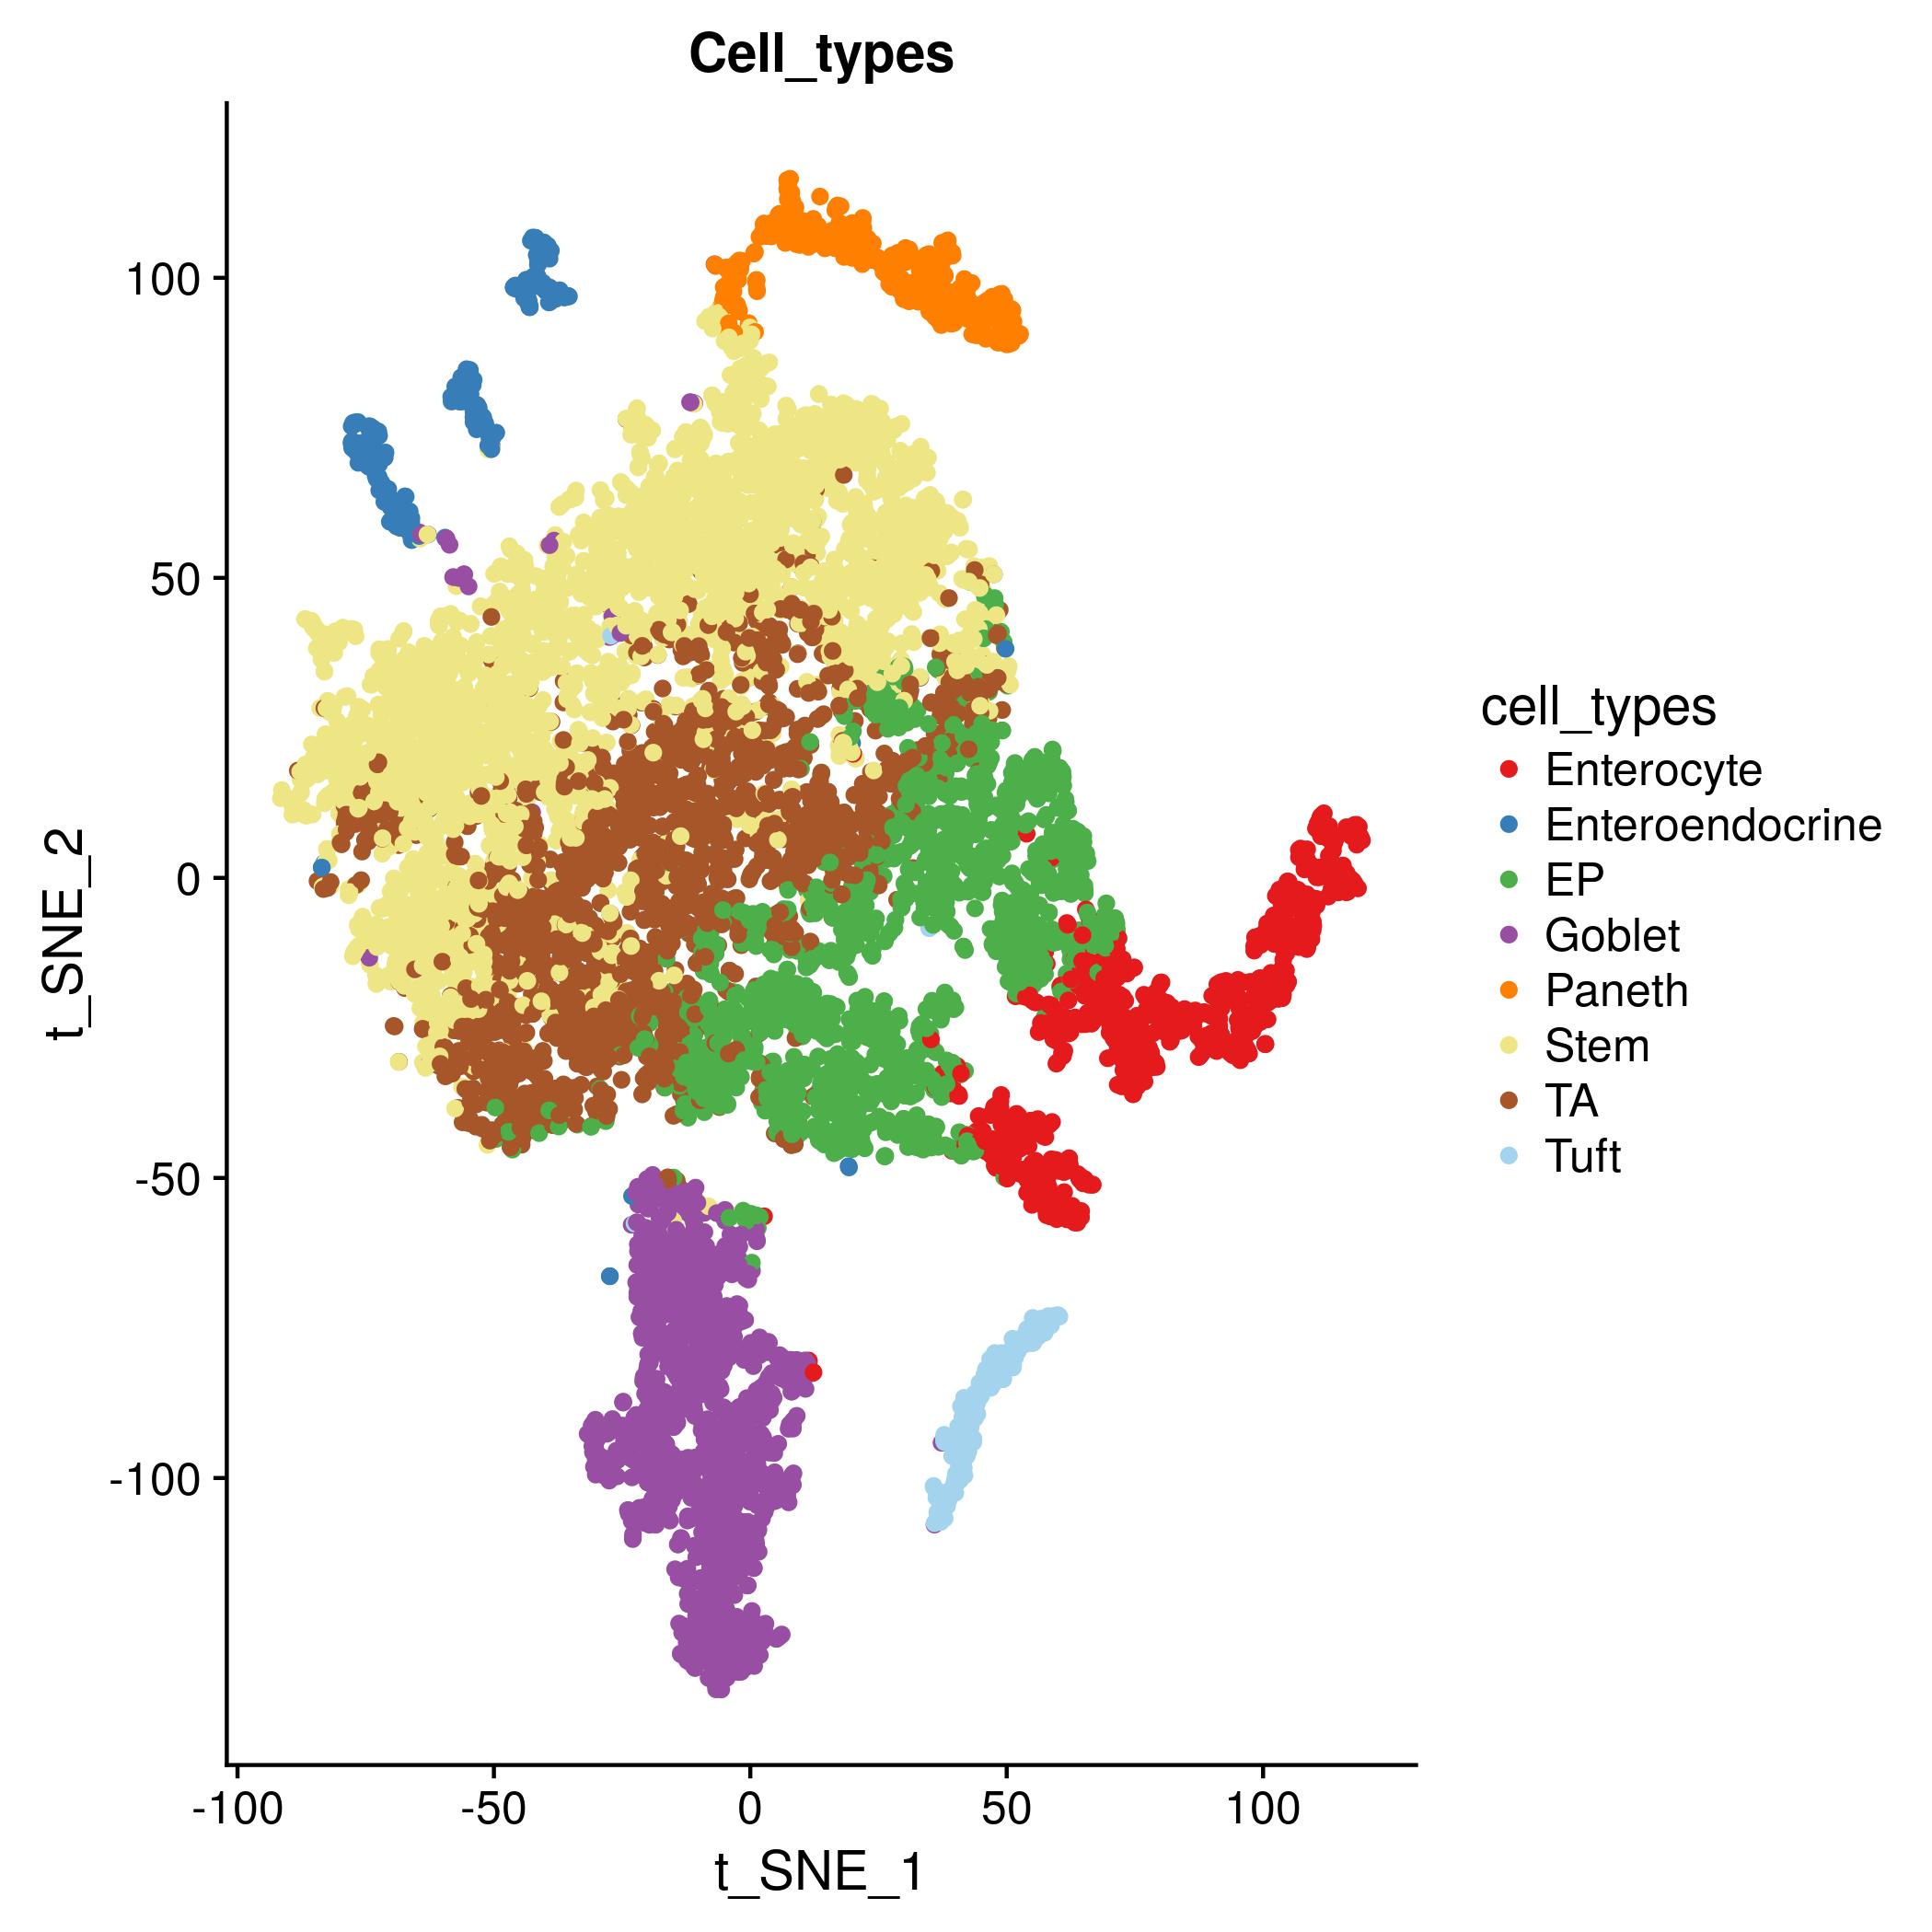 Cell_types
100
50
0
-50
-100
t_SNE_2
-100
-50
0
50
100
t_SNE_1
cell_types
Enterocyte
Enteroendocrine
EP
Goblet
Paneth
Stem
TA
Tuft